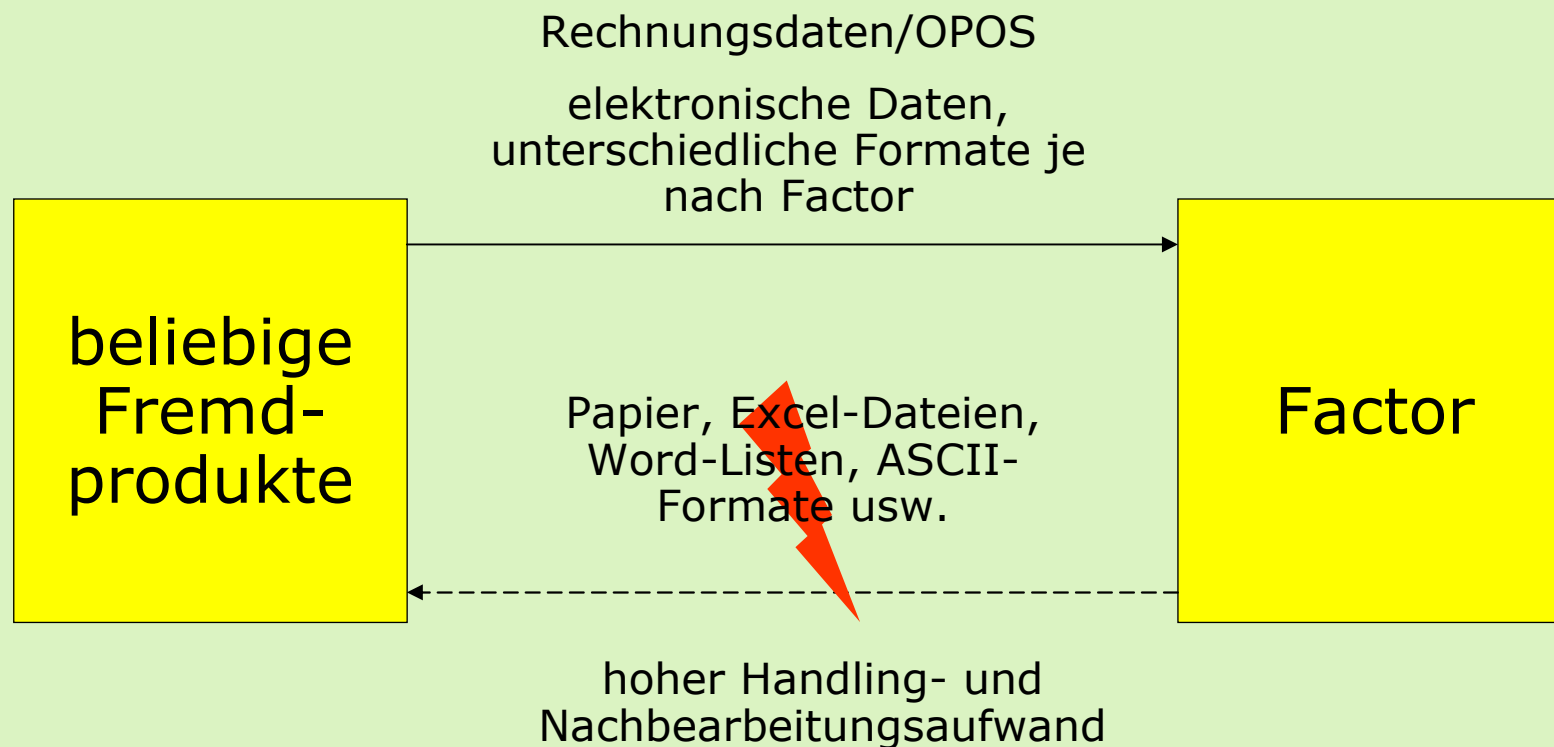 Rechnungsdaten/OPOS
elektronische Daten,
unterschiedliche Formate je
nach Factor
beliebige
Fremd-
produkte
Papier, Excel-Dateien,
Word-Listen, ASCII-
Formate usw.
Factor
hoher Handling- und
Nachbearbeitungsaufwand